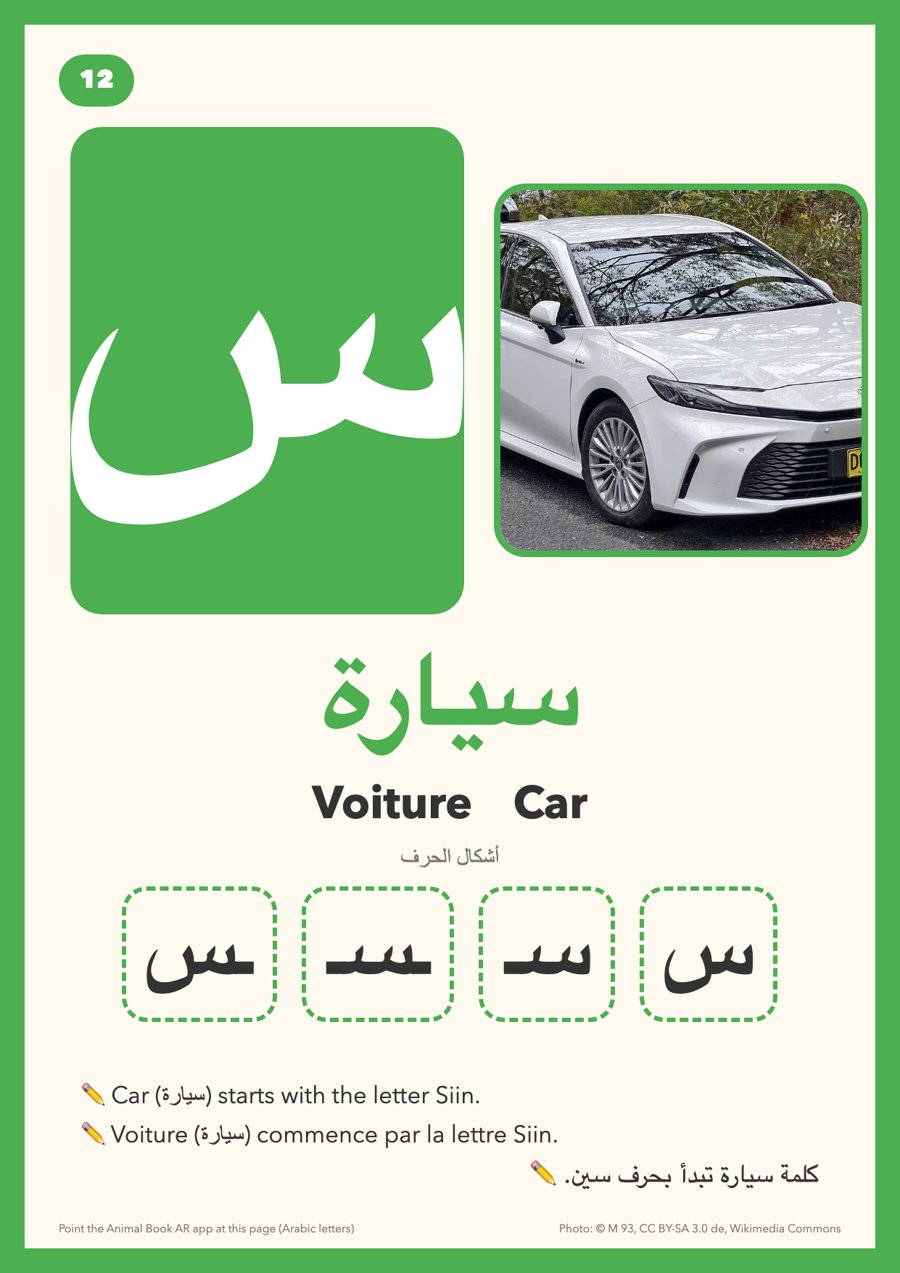 12
س
سيارة
Voiture Car
أشكال الحرف
س سـ ـسـ ـس
✏️ Car (سيارة) starts with the letter Siin.
✏️ Voiture (سيارة) commence par la lettre Siin.
كلمة سيارة تبدأ بحرف سين. ✏️
Point the Animal Book AR app at this page (Arabic letters)
Photo: © M 93, CC BY-SA 3.0 de, Wikimedia Commons